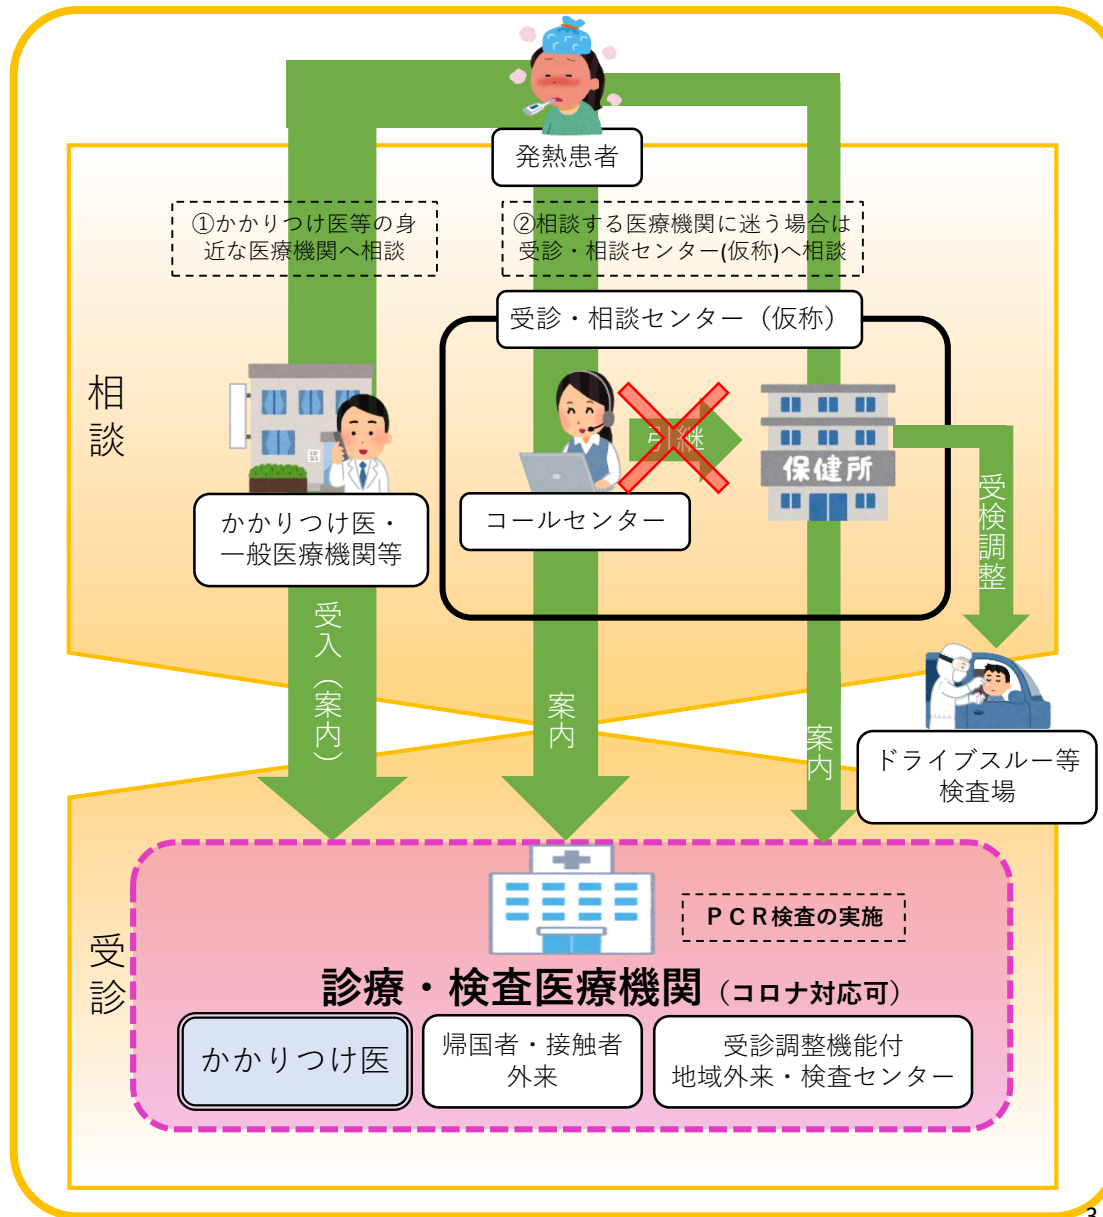 発熱患者
①かかりつけ医等の身
近な医療機関へ相談
②相談する医療機関に迷う場合は
受診・相談センター(仮称)へ相談
受診・相談センター（仮称）
相談
引継
保健所
コールセンター
かかりつけ医・
一般医療機関等
受検調整
受入（案内）
案内
案内
ドライブスルー等
検査場
受診
ＰＣＲ検査の実施
診療・検査医療機関（コロナ対応可）
かかりつけ医
帰国者・接触者
外来
受診調整機能付
地域外来・検査センター
3